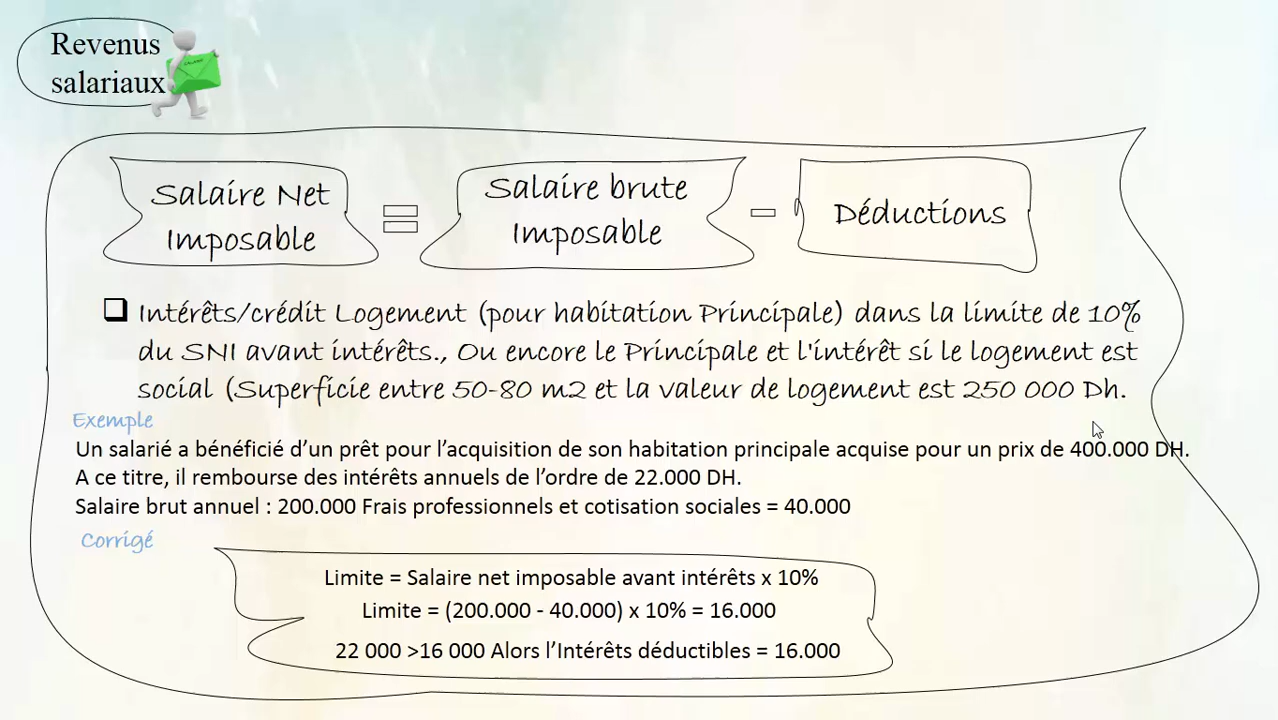 Revenus
salariaux
Salaire Net
Imposable
=
Salaire brute
Imposable
-
Déductions
❑ Intérêts/crédit Logement (pour habitation Principale) dans la limite de 10%
du SNI avant intérêts., Ou encore le Principale et l'intérêt si le logement est
social (Superficie entre 50-80 m2 et la valeur de logement est 250 000 Dh.
Exemple
Un salarié a bénéficié d'un prêt pour l'acquisition de son habitation principale acquise pour un prix de 400.000 DH.
A ce titre, il rembourse des intérêts annuels de l'ordre de 22.000 DH.
Salaire brut annuel : 200.000 Frais professionnels et cotisation sociales = 40.000
Corrigé
Limite = Salaire net imposable avant intérêts x 10%
Limite = (200.000 - 40.000) x 10% = 16.000
22 000 >16 000 Alors l'Intérêts déductibles = 16.000